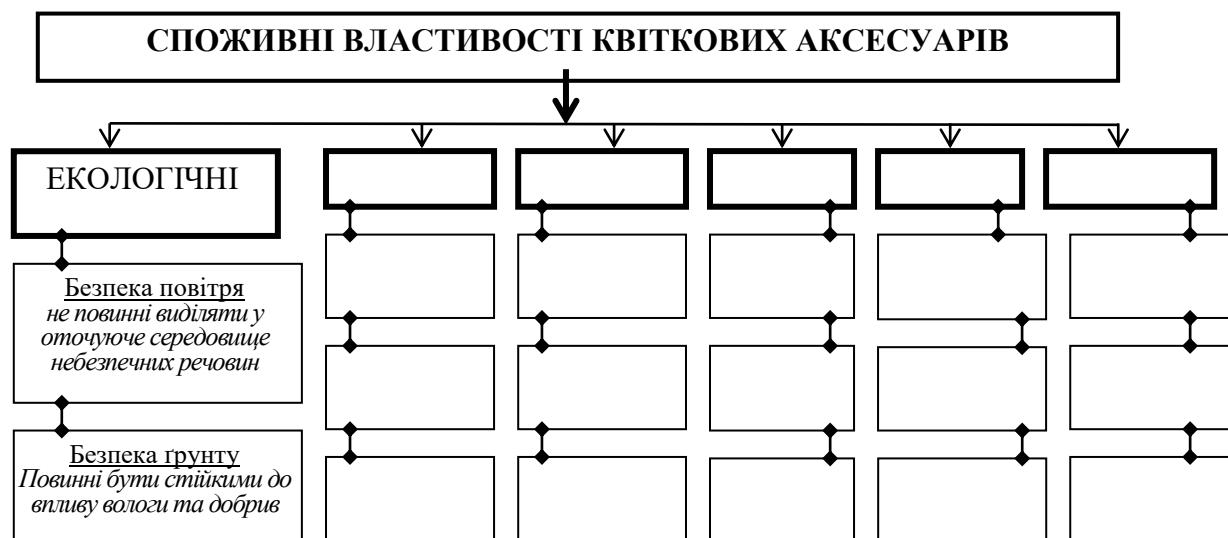 СПОЖИВНІ ВЛАСТИВОСТІ КВІТКОВИХ АКСЕСУАРІВ
ЕКОЛОГІЧНІ
Безпека повітря
не повинні виділяти у
оточуюче середовище
небезпечних речовин
Безпека ґрунту
Повинні бути стійкими до
впливу вологи та добрив